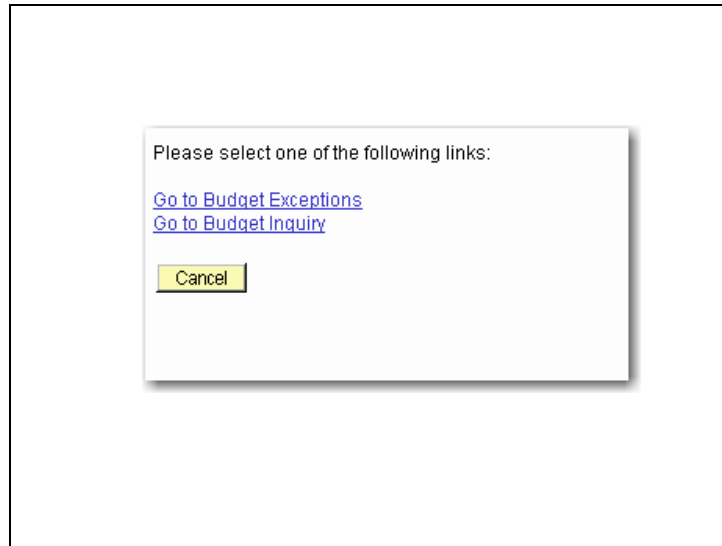 Please select one of the following links:
Go to Budget Exceptions
Go to Budget Inquiry
Cancel